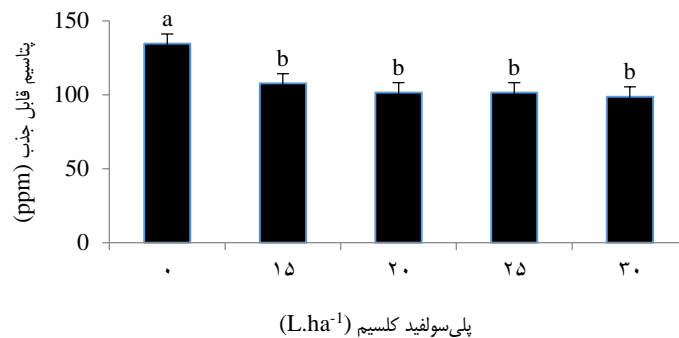 پتاسیم قابل جذب (ppm)
150
100
50
0
a
b
b
b
b
۰ ۱۵ ۲۰ ۲۵ ۳۰
پلی‌سولفید کلسیم (L.ha-1)